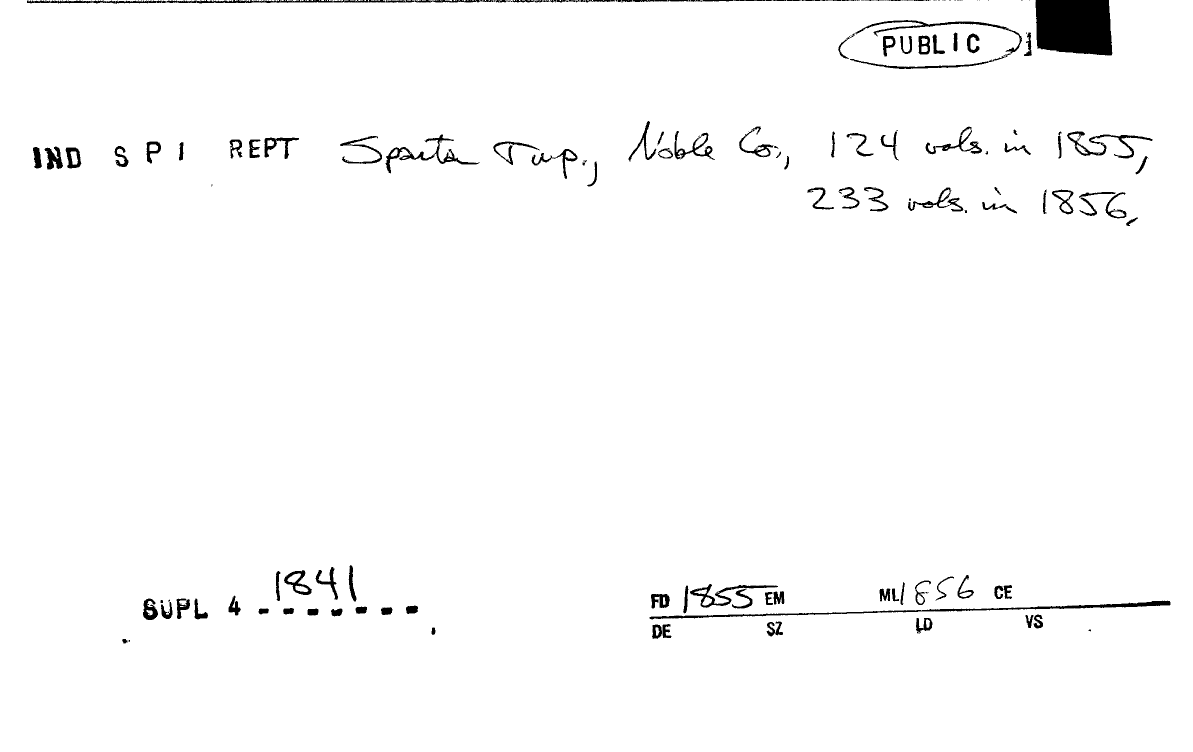 PUBLIC
IND S P I REPT Sparta Twp., Noble Co., 124 vols. in 1855,
233 vols. in 1856,
SUPL 4 1841
FD 1855 EM ML 1856 CE
DE SZ LD VS